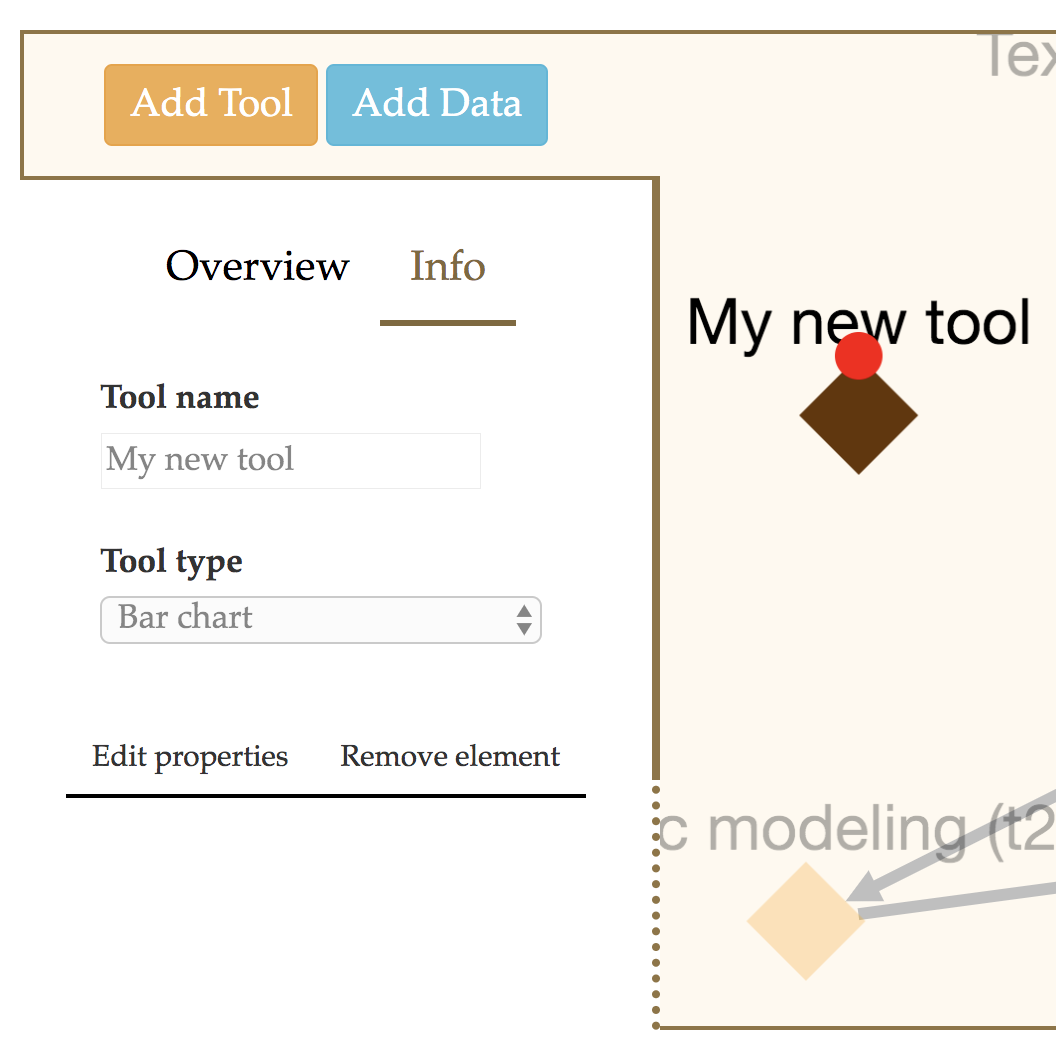 Add Tool Add Data
Overview Info
Tool name
My new tool
Tool type
Bar chart
Edit properties Remove element
Tex
My new tool
c modeling (t2